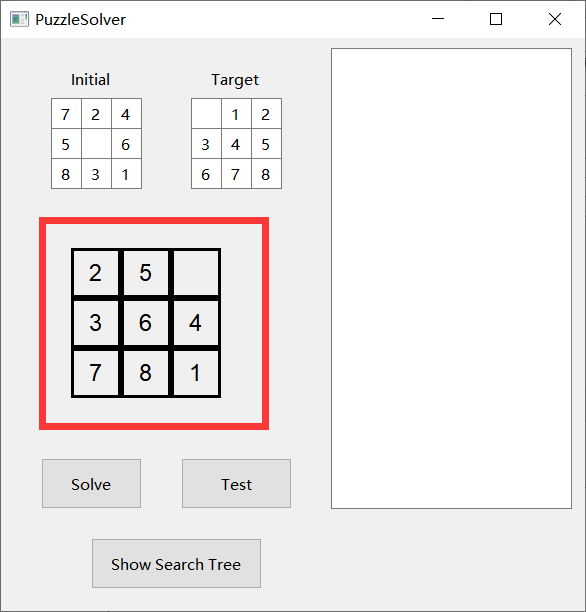 PuzzleSolver
Initial
Target
7 2 4
5 6
8 3 1
1 2
3 4 5
6 7 8
2 5
3 6 4
7 8 1
Solve
Test
Show Search Tree